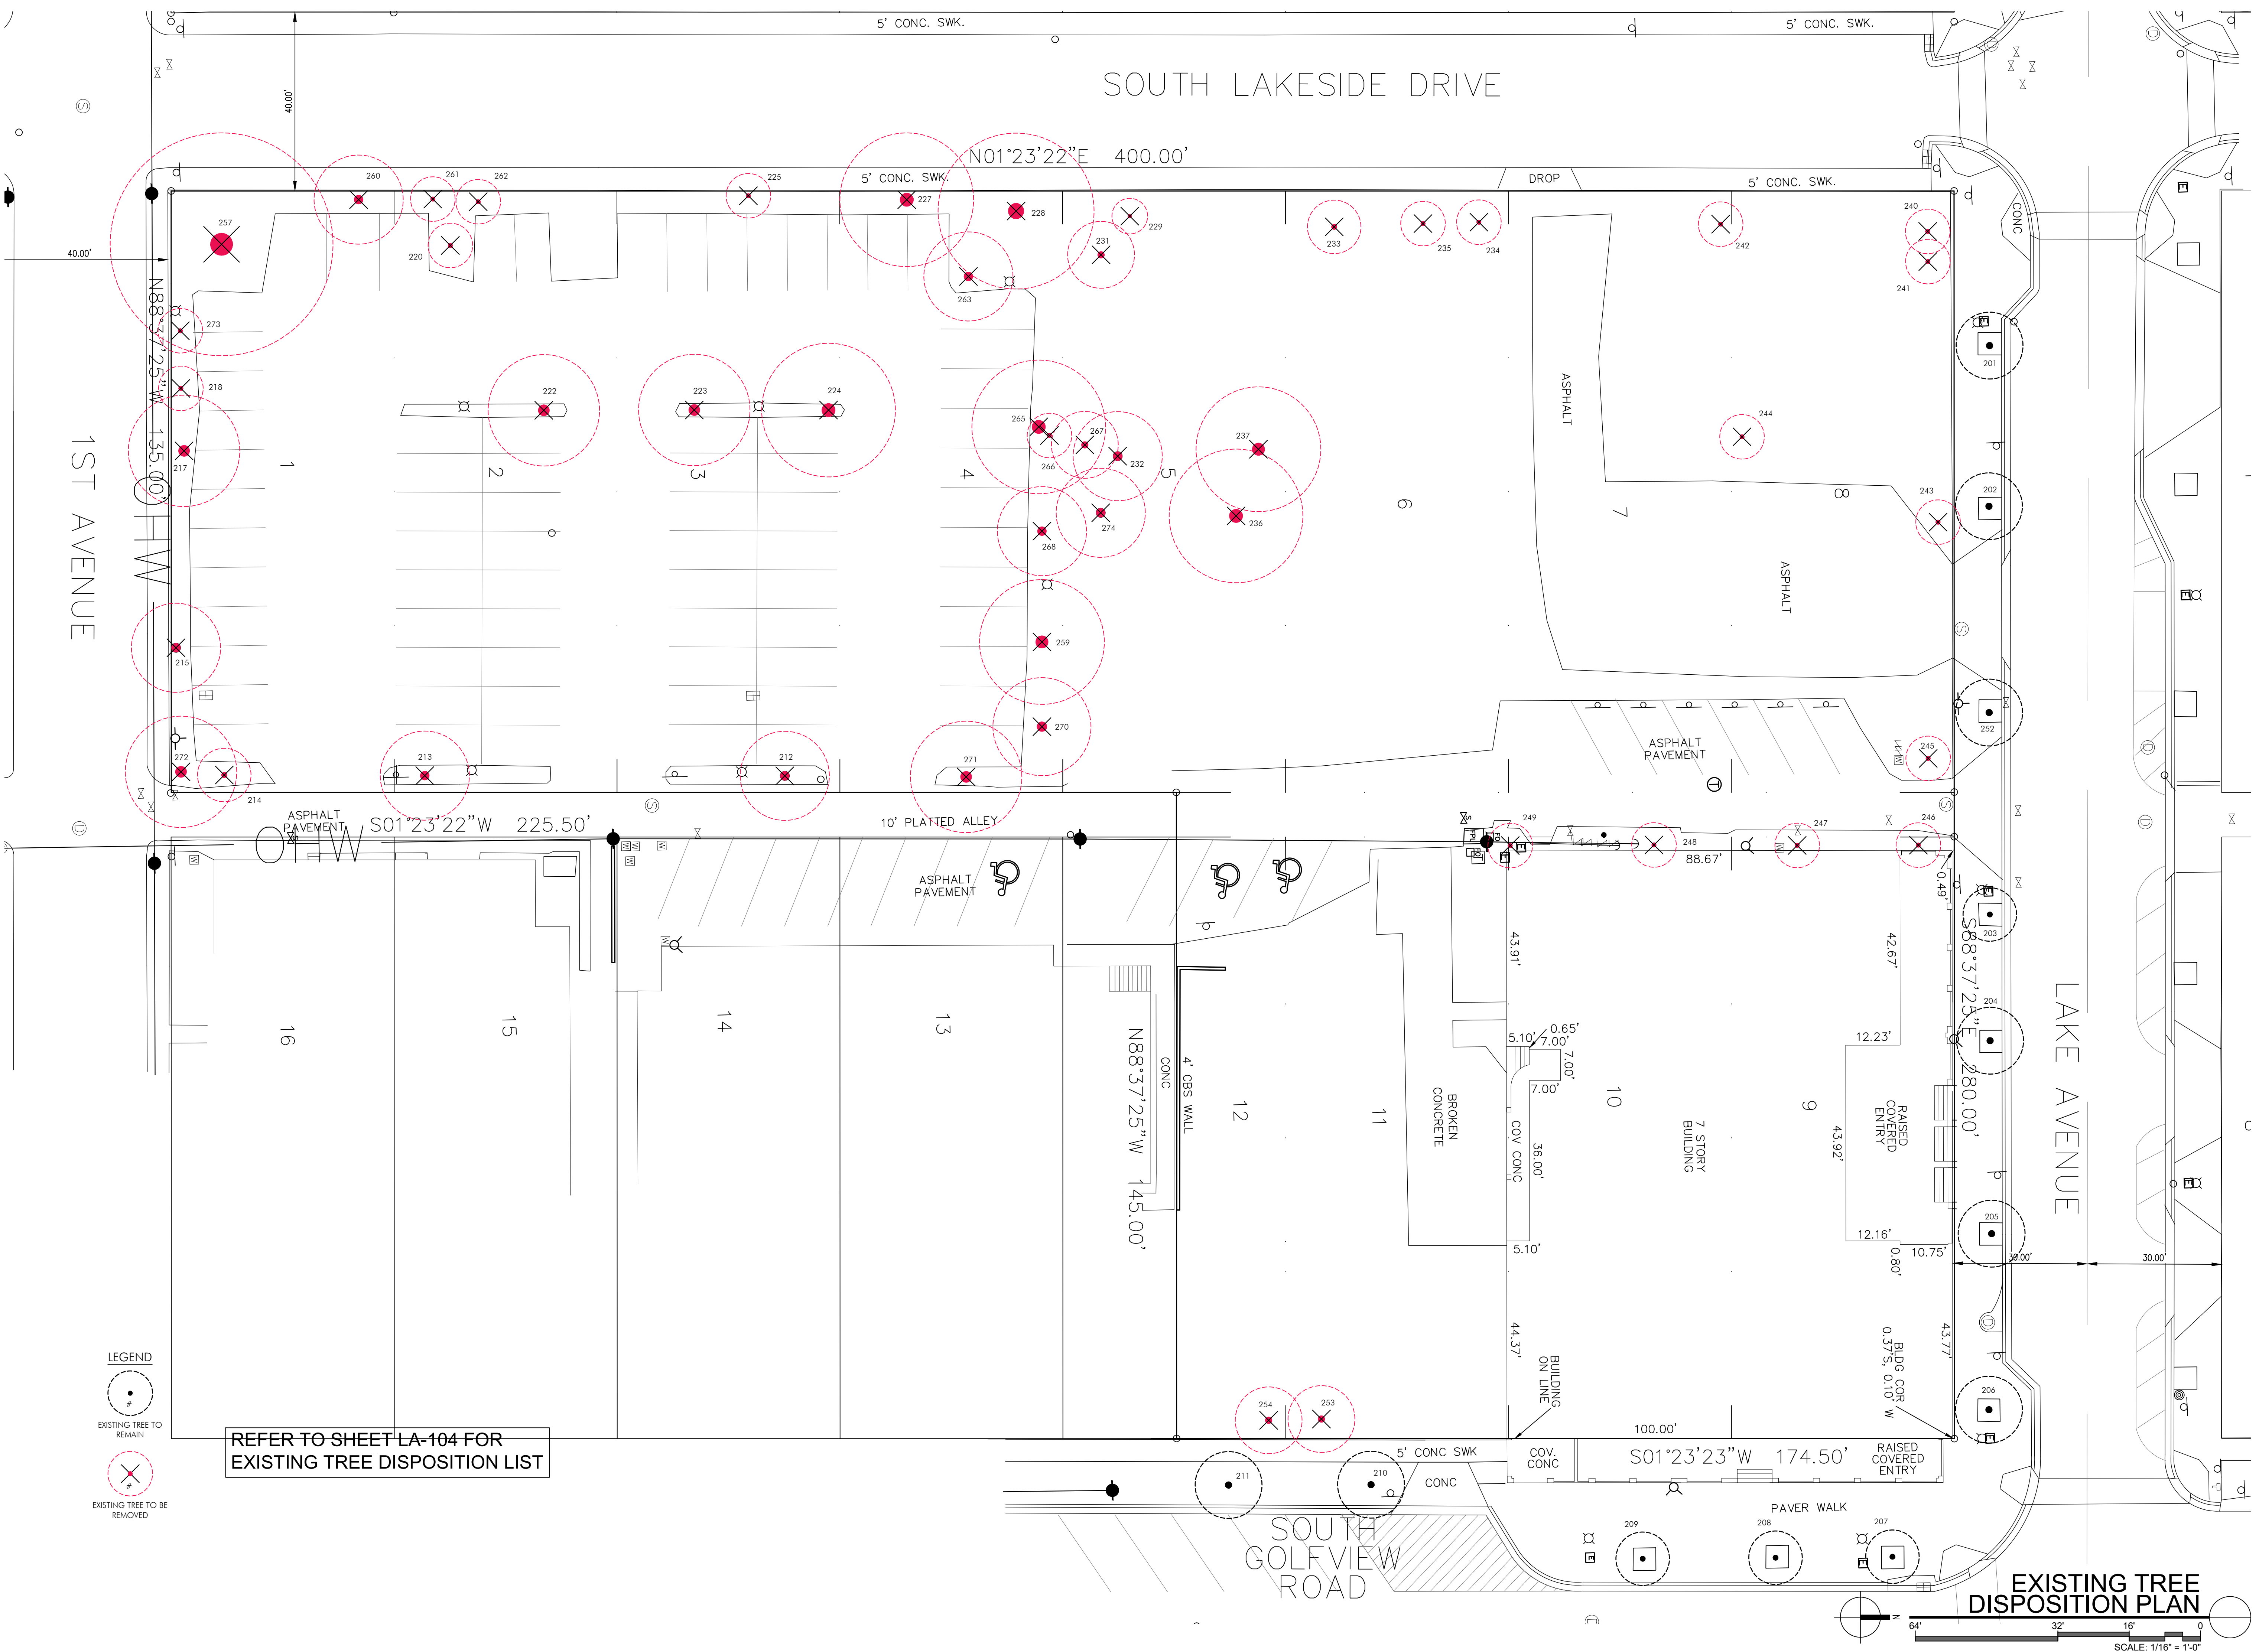 5' CONC. SWK.
5' CONC. SWK.
SOUTH LAKESIDE DRIVE
40.00'
N01°23'22"E 400.00'
5' CONC. SWK.
DROP
5' CONC. SWK.
CONC
260
261
262
225
227
228
229
231
233
235
234
242
240
241
257
220
263
40.00'
N88°37'25"W 135.00'
273
218
217
222
223
224
265
266
267
232
237
236
274
268
244
243
201
202
ASPHALT
ASPHALT
1ST AVENUE
OHW
1
2
3
4
5
6
7
8
215
259
270
252
272
214
213
212
271
245
ASPHALT
PAVEMENT
ASPHALT
PAVEMENT
OHW
S01°23'22"W 225.50'
10' PLATTED ALLEY
249
248
247
246
88.67'
0.49'
ASPHALT
PAVEMENT
203
204
205
206
43.91'
42.67'
S88°37'25"E 280.00'
LAKE AVENUE
16
15
14
13
12
11
10
9
N88°37'25"W 145.00'
CONC
4' CBS WALL
BROKEN
CONCRETE
5.10'
0.65'
7.00'
7.00'
7.00'
COV CONC
36.00'
5.10'
7 STORY
BUILDING
12.23'
43.92'
RAISED
COVERED
ENTRY
12.16'
10.75'
0.80'
30.00'
30.00'
44.37'
BUILDING
ON LINE
43.77'
BLDG COR
0.37'S, 0.10' W
254
253
100.00'
5' CONC SWK
COV.
CONC
S01°23'23"W 174.50'
RAISED
COVERED
ENTRY
211
210
CONC
PAVER WALK
209
208
207
SOUTH
GOLFVIEW
ROAD
LEGEND
#
EXISTING TREE TO
REMAIN
#
EXISTING TREE TO BE
REMOVED
REFER TO SHEET LA-104 FOR
EXISTING TREE DISPOSITION LIST
EXISTING TREE
DISPOSITION PLAN
N
64' 32' 16' 0
SCALE: 1/16" = 1'-0"